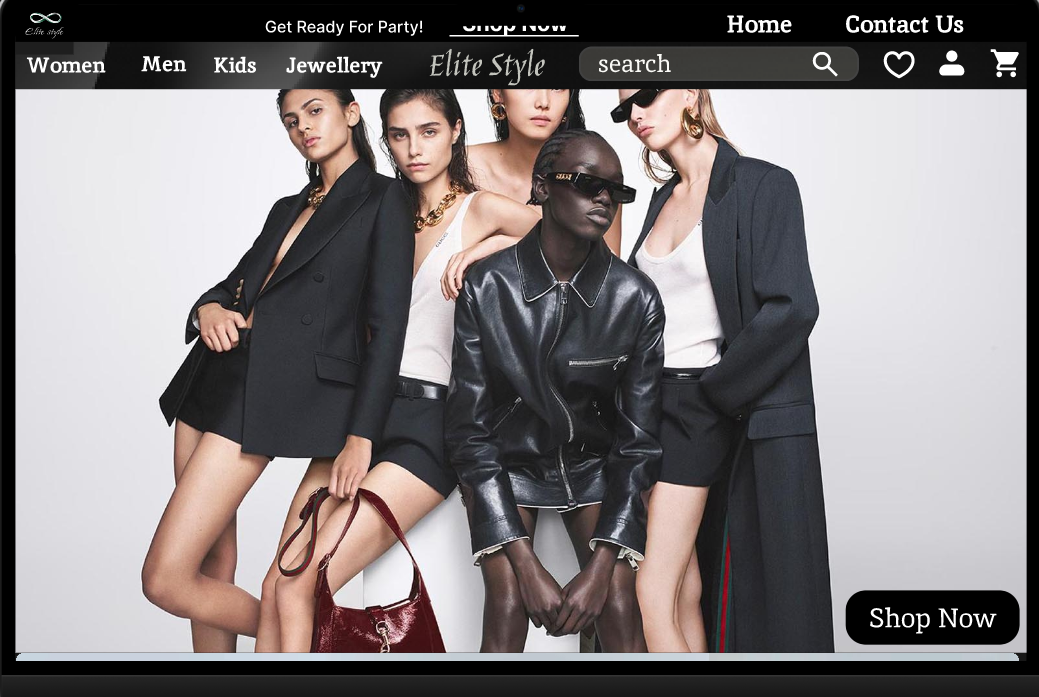 Elite style
Get Ready For Party! Shop Now
Home Contact Us
Women Men Kids Jewellery
Elite Style
search
Shop Now